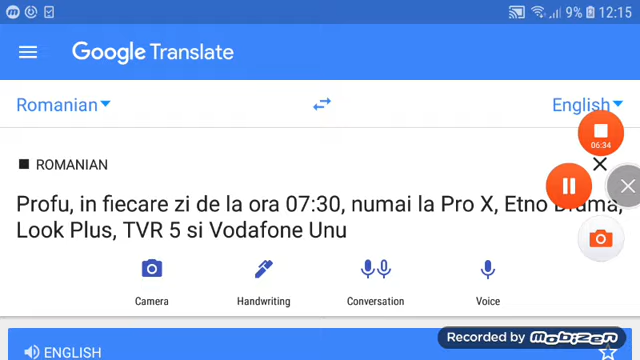 9% 12:15
Google Translate
Romanian English
06:34
ROMANIAN
Profu, in fiecare zi de la ora 07:30, numai la Pro X, Etno Drama,
Look Plus, TVR 5 si Vodafone Unu
Camera Handwriting Conversation Voice
Recorded by mobizen
ENGLISH